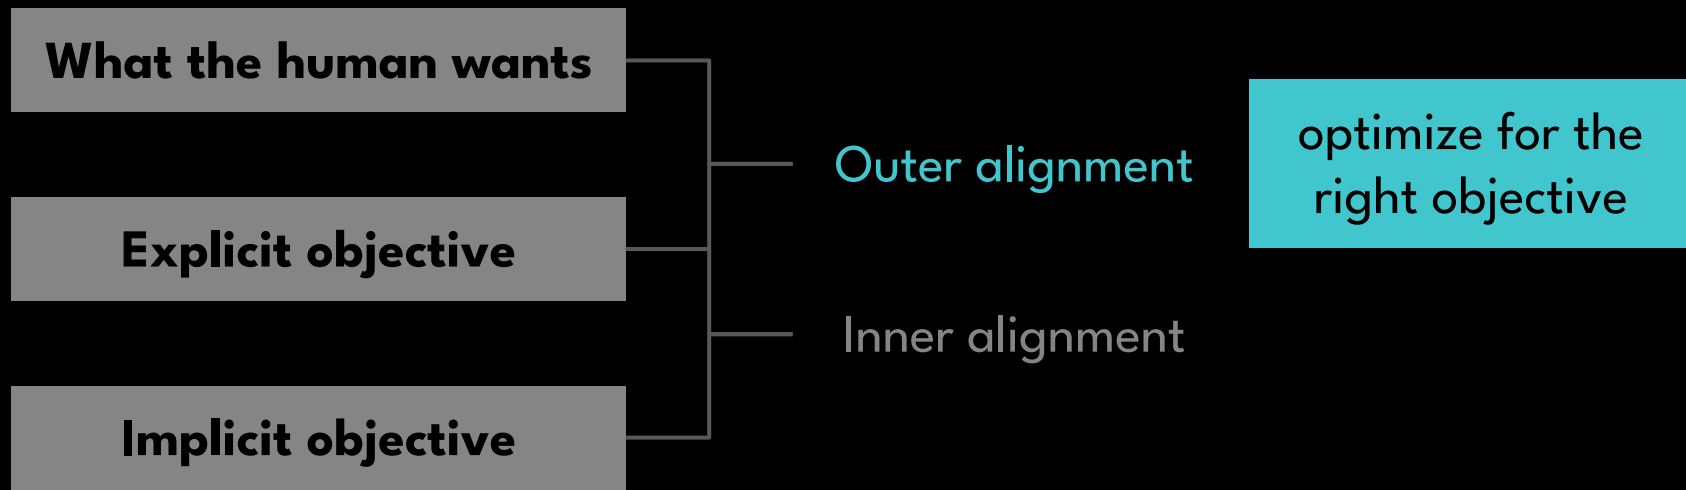 What the human wants
Outer alignment
optimize for the
right objective
Explicit objective
Inner alignment
Implicit objective